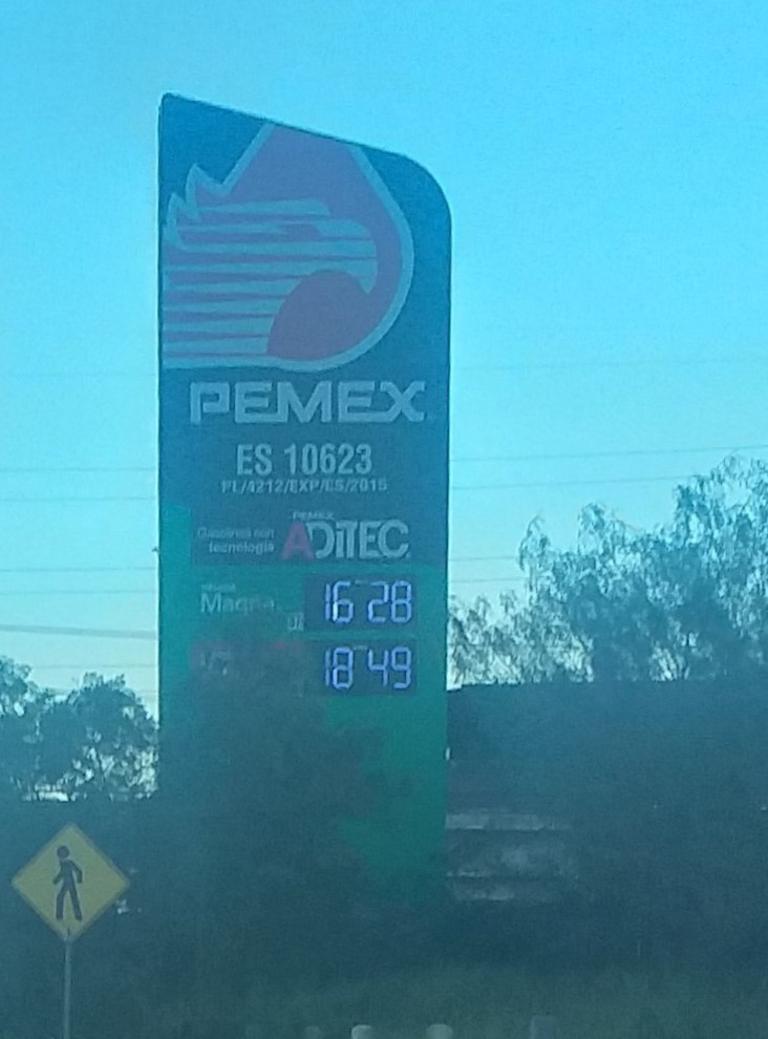 PEMEX
ES 10623
PL/4212/EXP/ES/2015
PEMEX
Gasolinas con
tecnología
ADITEC
Magna
16 28
18 49